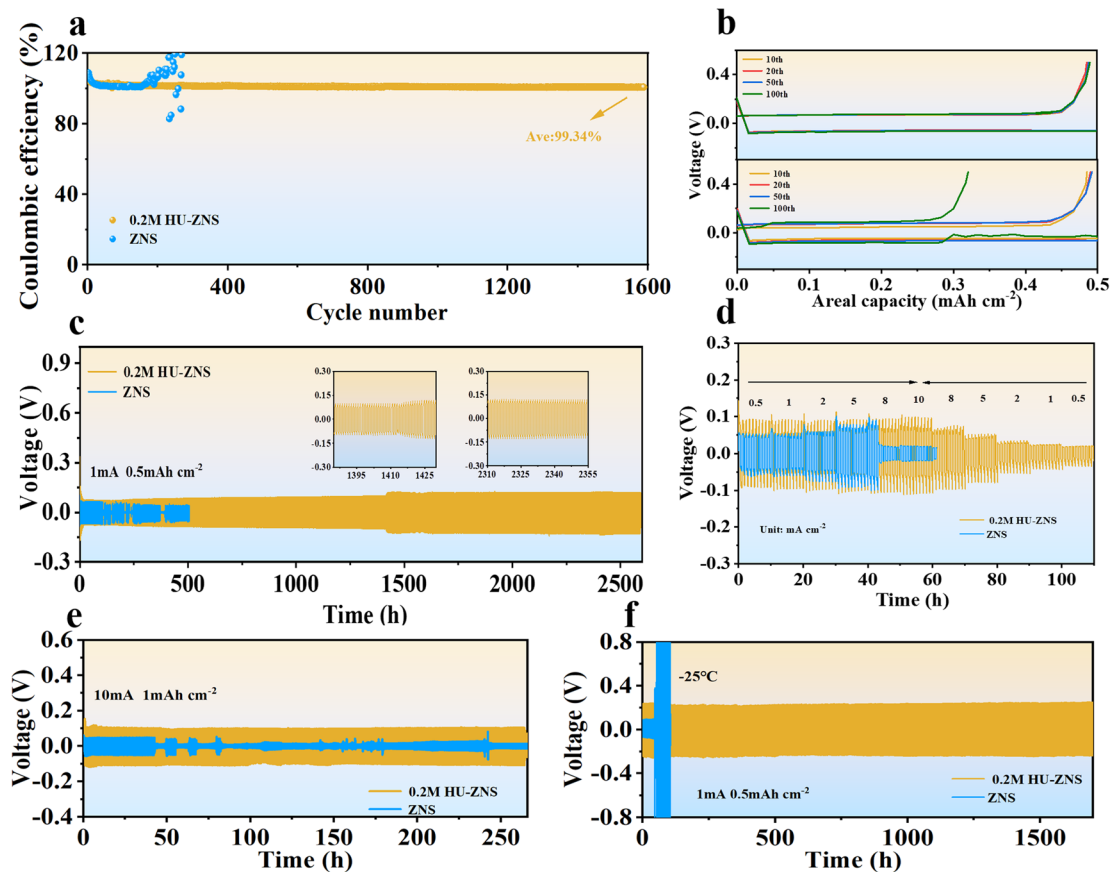 a
Coulombic effciency (%)
120
80
40
0
0.2M HU-ZNS
ZNS
Ave:99.34%
0
400
800
1200
1600
Cycle number
b
Voltage (V)
0.4
0.0
10th
20th
50th
100th
0.4
0.0
10th
20th
50th
100th
0.0
0.1
0.2
0.3
0.4
0.5
Areal capacity (mAh cm-2)
c
Voltage (V)
0.9
0.6
0.3
0.0
-0.3
0.2M HU-ZNS
ZNS
1mA 0.5mAh cm-2
0.30
0.15
0.00
-0.15
-0.30
1395
1410
1425
0.30
0.15
0.00
-0.15
-0.30
2310
2325
2340
2355
0
500
1000
1500
2000
2500
Time (h)
d
Voltage (V)
0.3
0.2
0.1
0.0
-0.1
-0.2
-0.3
0.5 1 2 5 8 10 8 5 2 1 0.5
Unit: mA cm-2
0.2M HU-ZNS
ZNS
0
20
40
60
80
100
Time (h)
e
Voltage (V)
0.6
0.4
0.2
0.0
-0.2
-0.4
10mA 1mAh cm-2
0.2M HU-ZNS
ZNS
0
50
100
150
200
250
Time (h)
f
Voltage (V)
0.8
0.4
0.0
-0.4
-0.8
-25°C
1mA 0.5mAh cm-2
0.2M HU-ZNS
ZNS
0
500
1000
1500
Time (h)